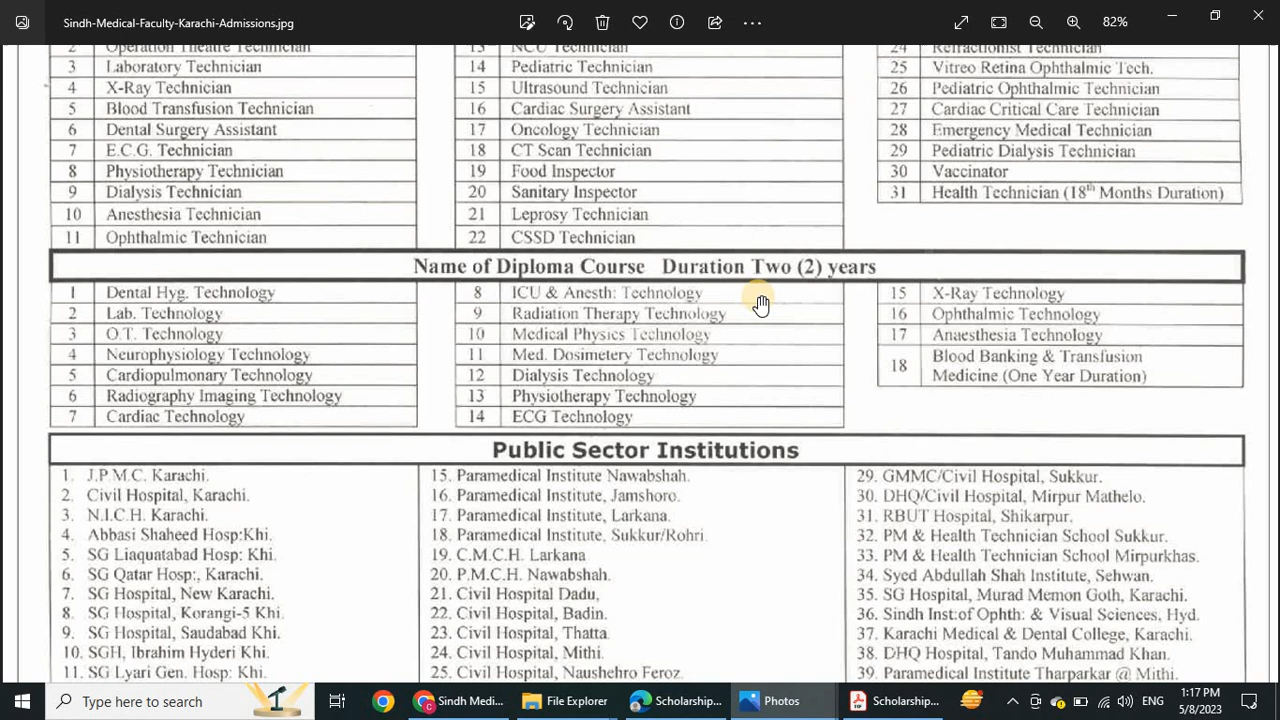 Sindh-Medical-Faculty-Karachi-Admissions.jpg
82%
2 Operation Theatre Technician
3 Laboratory Technician
4 X-Ray Technician
5 Blood Transfusion Technician
6 Dental Surgery Assistant
7 E.C.G. Technician
8 Physiotherapy Technician
9 Dialysis Technician
10 Anesthesia Technician
11 Ophthalmic Technician
13 NCU Technician
14 Pediatric Technician
15 Ultrasound Technician
16 Cardiac Surgery Assistant
17 Oncology Technician
18 CT Scan Technician
19 Food Inspector
20 Sanitary Inspector
21 Leprosy Technician
22 CSSD Technician
24 Refractionist Technician
25 Vitreo Retina Ophthalmic Tech.
26 Pediatric Ophthalmic Technician
27 Cardiac Critical Care Technician
28 Emergency Medical Technician
29 Pediatric Dialysis Technician
30 Vaccinator
31 Health Technician (18th Months Duration)
Name of Diploma Course Duration Two (2) years
1 Dental Hyg. Technology
2 Lab. Technology
3 O.T. Technology
4 Neurophysiology Technology
5 Cardiopulmonary Technology
6 Radiography Imaging Technology
7 Cardiac Technology
8 ICU & Anesth: Technology
9 Radiation Therapy Technology
10 Medical Physics Technology
11 Med. Dosimetery Technology
12 Dialysis Technology
13 Physiotherapy Technology
14 ECG Technology
15 X-Ray Technology
16 Ophthalmic Technology
17 Anaesthesia Technology
18 Blood Banking & Transfusion
Medicine (One Year Duration)
Public Sector Institutions
1. J.P.M.C. Karachi.
2. Civil Hospital, Karachi.
3. N.I.C.H. Karachi.
4. Abbasi Shaheed Hosp:Khi.
5. SG Liaquatabad Hosp: Khi.
6. SG Qatar Hosp:, Karachi.
7. SG Hospital, New Karachi.
8. SG Hospital, Korangi-5 Khi.
9. SG Hospital, Saudabad Khi.
10. SGH, Ibrahim Hyderi Khi.
11. SG Lyari Gen. Hosp: Khi.
15. Paramedical Institute Nawabshah.
16. Paramedical Institute, Jamshoro.
17. Paramedical Institute, Larkana.
18. Paramedical Institute, Sukkur/Rohri.
19. C.M.C.H. Larkana
20. P.M.C.H. Nawabshah.
21. Civil Hospital Dadu,
22. Civil Hospital, Badin.
23. Civil Hospital, Thatta.
24. Civil Hospital, Mithi.
25. Civil Hospital, Naushehro Feroz.
29. GMMC/Civil Hospital, Sukkur.
30. DHQ/Civil Hospital, Mirpur Mathelo.
31. RBUT Hospital, Shikarpur.
32. PM & Health Technician School Sukkur.
33. PM & Health Technician School Mirpurkhas.
34. Syed Abdullah Shah Institute, Sehwan.
35. SG Hospital, Murad Memon Goth, Karachi.
36. Sindh Inst:of Ophth: & Visual Sciences, Hyd.
37. Karachi Medical & Dental College, Karachi.
38. DHQ Hospital, Tando Muhammad Khan.
39. Paramedical Institute Tharparkar @ Mithi.
Type here to search
Sindh Medi...
File Explorer
Scholarship...
Photos
Scholarship...
ENG
1:17 PM
5/8/2023